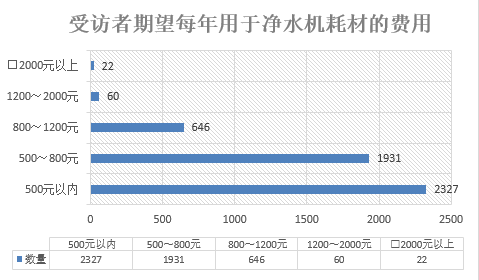 受访者期望每年用于净水机耗材的费用
□2000元以上 22
1200～2000元 60
800～1200元 646
500～800元 1931
500元以内 2327
0 500 1000 1500 2000 2500
500元以内 500～800元 800～1200元 1200～2000元 □2000元以上
数量 2327 1931 646 60 22